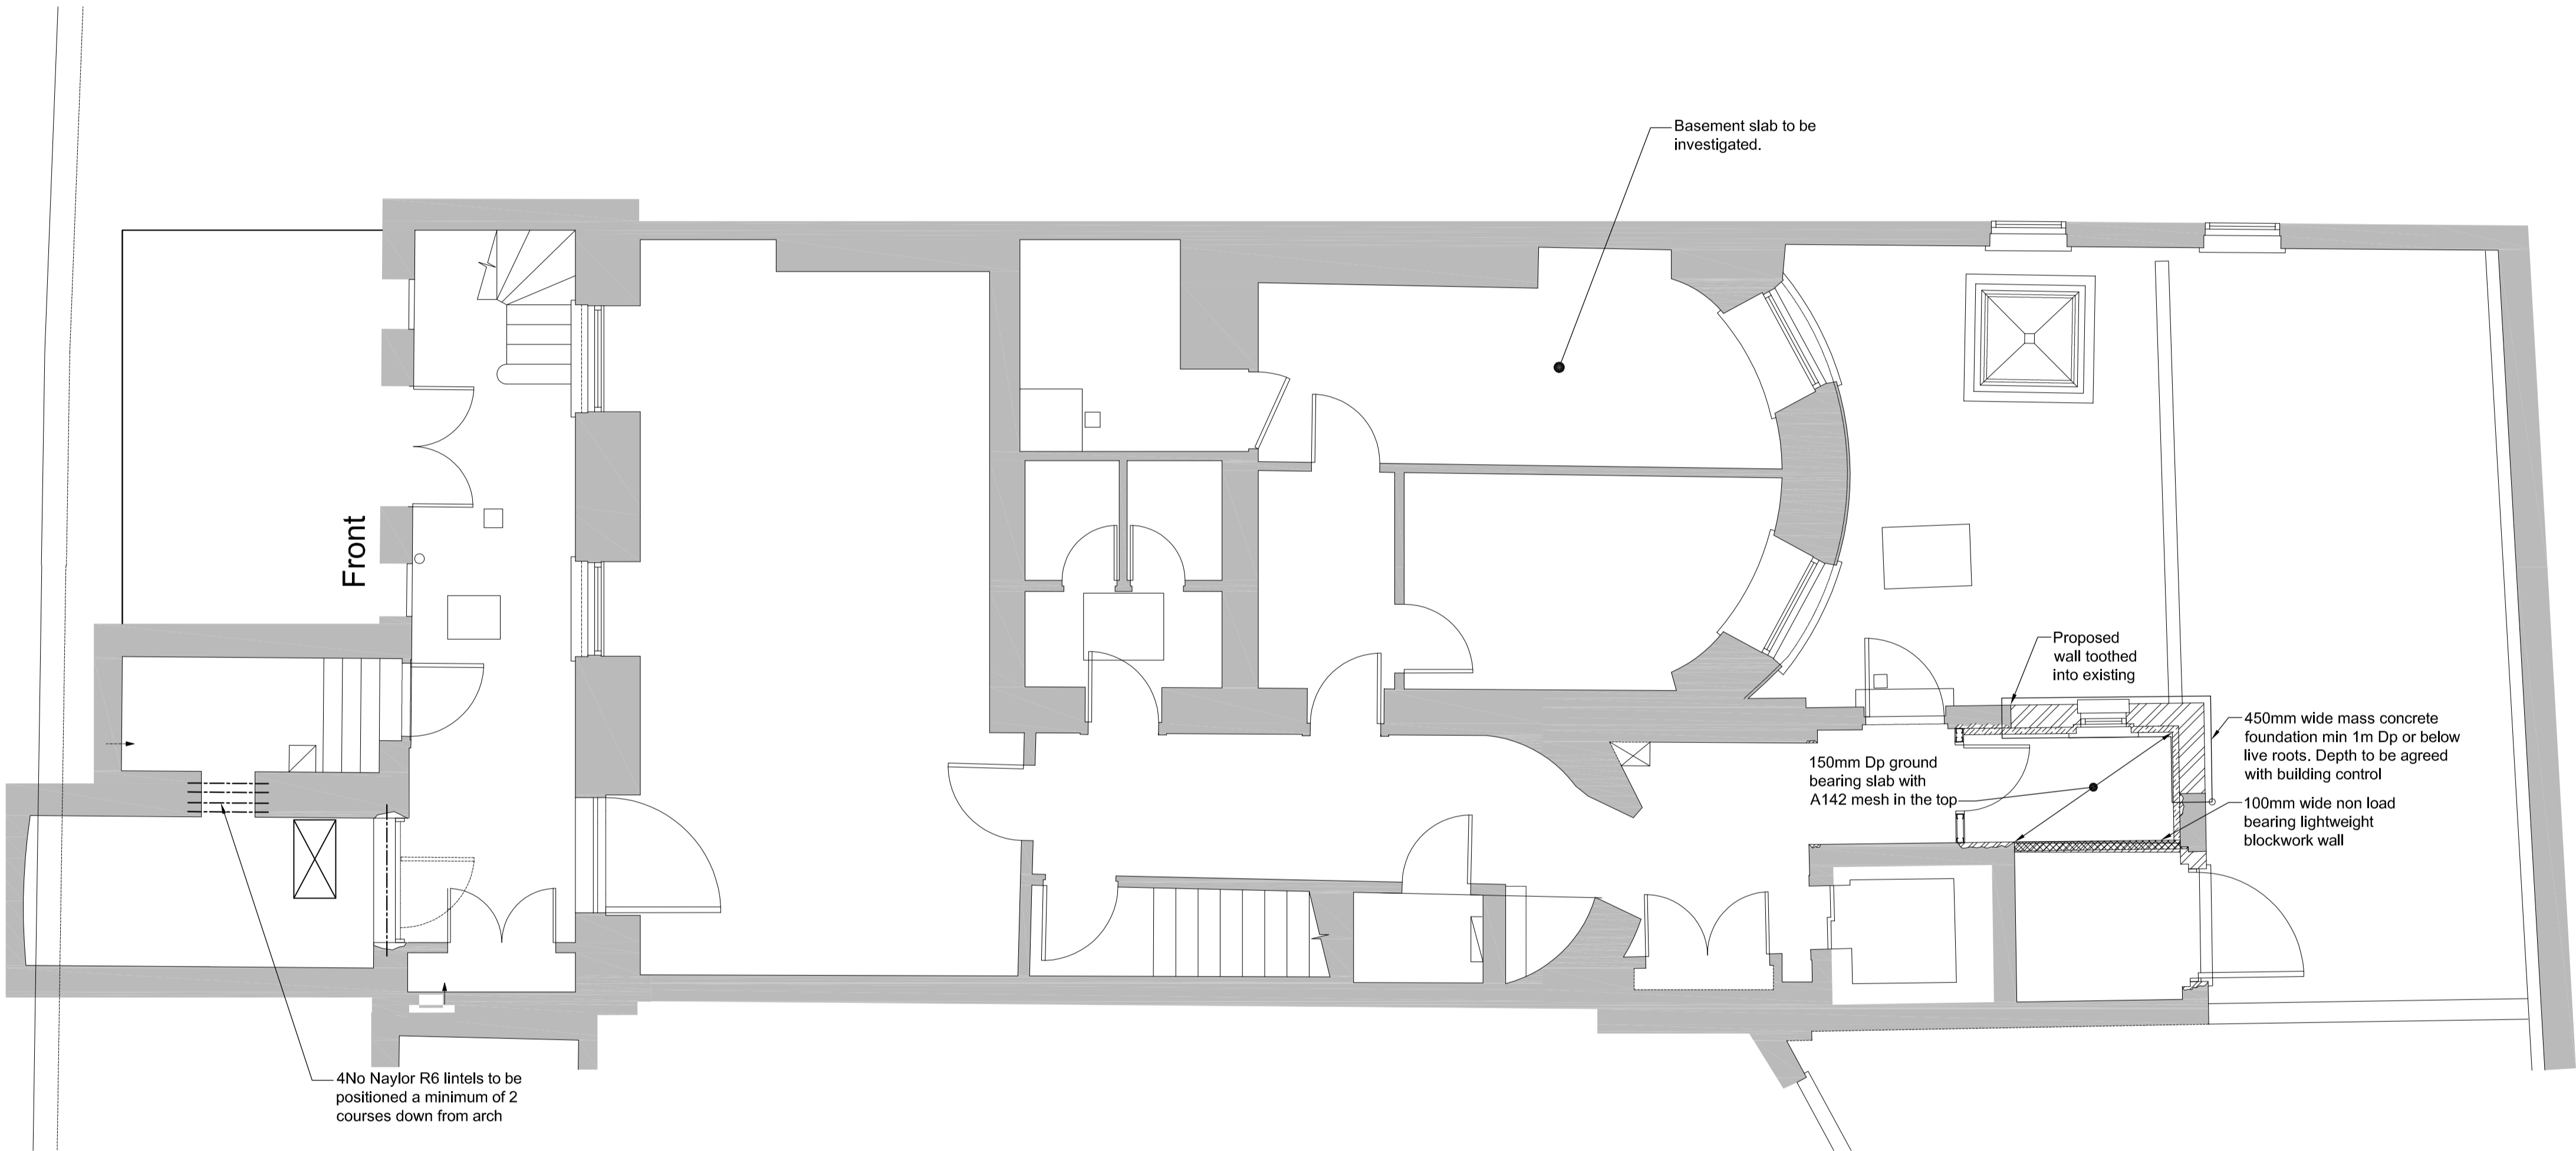 Basement slab to be
investigated.
Front
Proposed
wall toothed
into existing
450mm wide mass concrete
foundation min 1m Dp or below
live roots. Depth to be agreed
with building control
150mm Dp ground
bearing slab with
A142 mesh in the top
100mm wide non load
bearing lightweight
blockwork wall
4No Naylor R6 lintels to be
positioned a minimum of 2
courses down from arch